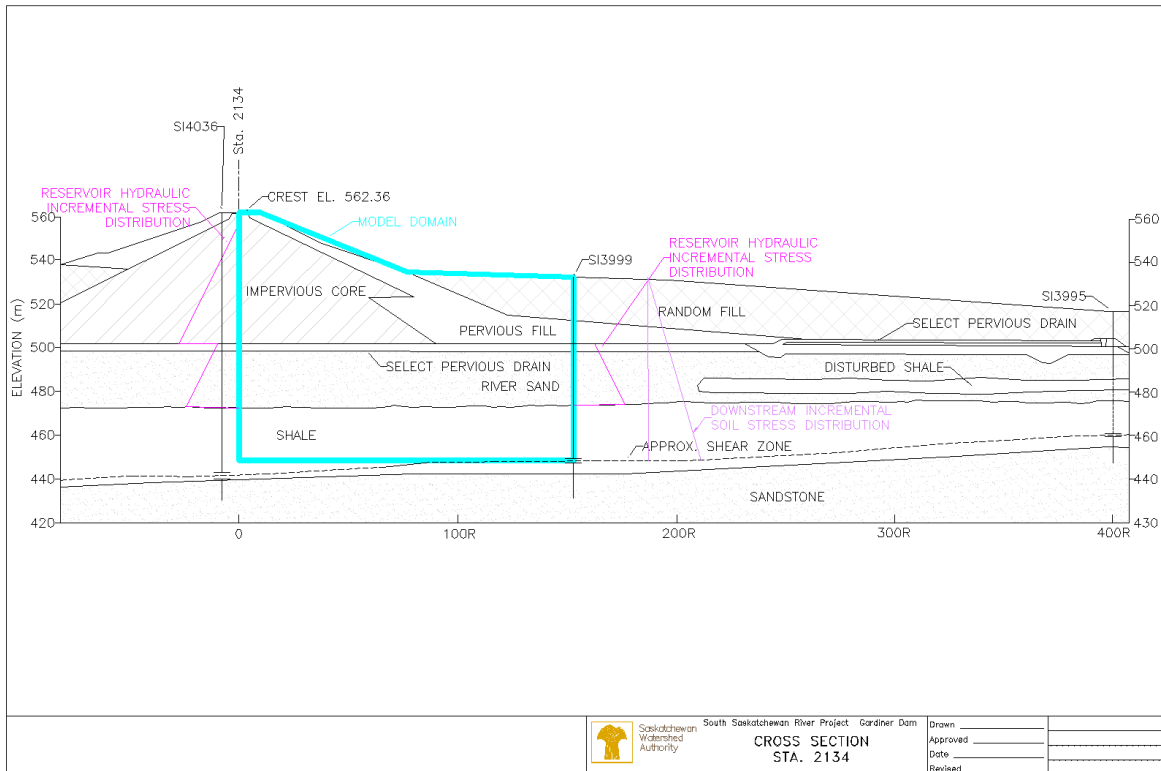 SI4036
Sta. 2134
RESERVOIR HYDRAULIC
INCREMENTAL STRESS
DISTRIBUTION
CREST EL. 562.36
MODEL DOMAIN
RESERVOIR HYDRAULIC
INCREMENTAL STRESS
DISTRIBUTION
SI3999
SI3995
IMPERVIOUS CORE
RANDOM FILL
PERVIOUS FILL
SELECT PERVIOUS DRAIN
SELECT PERVIOUS DRAIN
RIVER SAND
DISTURBED SHALE
DOWNSTREAM INCREMENTAL
SOIL STRESS DISTRIBUTION
SHALE
APPROX. SHEAR ZONE
SANDSTONE
ELEVATION (m)
560
540
520
500
480
460
440
420
560
540
520
500
480
460
440
430
0
100R
200R
300R
400R
Saskatchewan
Watershed
Authority
South Saskatchewan River Project Gardiner Dam
CROSS SECTION
STA. 2134
Drawn
Approved
Date
Revised